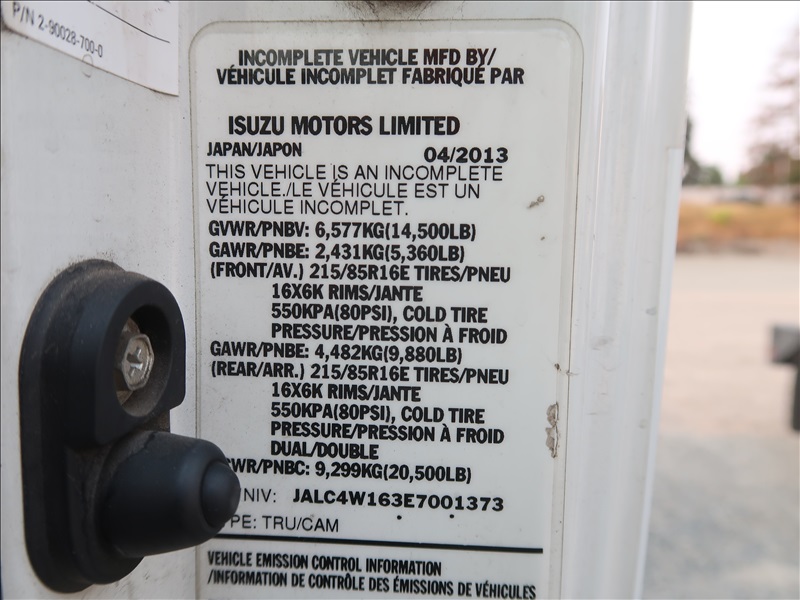 P/N 2-90028-700-0
INCOMPLETE VEHICLE MFD BY/
VÉHICULE INCOMPLET FABRIQUÉ PAR
ISUZU MOTORS LIMITED
JAPAN/JAPON 04/2013
THIS VEHICLE IS AN INCOMPLETE
VEHICLE./LE VÉHICULE EST UN
VÉHICULE INCOMPLET.
GVWR/PNBV: 6,577KG(14,500LB)
GAWR/PNBE: 2,431KG(5,360LB)
(FRONT/AV.) 215/85R16E TIRES/PNEU
16X6K RIMS/JANTE
550KPA(80PSI), COLD TIRE
PRESSURE/PRESSION À FROID
GAWR/PNBE: 4,482KG(9,880LB)
(REAR/ARR.) 215/85R16E TIRES/PNEU
16X6K RIMS/JANTE
550KPA(80PSI), COLD TIRE
PRESSURE/PRESSION À FROID
DUAL/DOUBLE
CWR/PNBC: 9,299KG(20,500LB)
NIV: JALC4W163E7001373
PE: TRU/CAM
VEHICLE EMISSION CONTROL INFORMATION
/INFORMATION DE CONTRÔLE DES ÉMISSIONS DE VÉHICULES